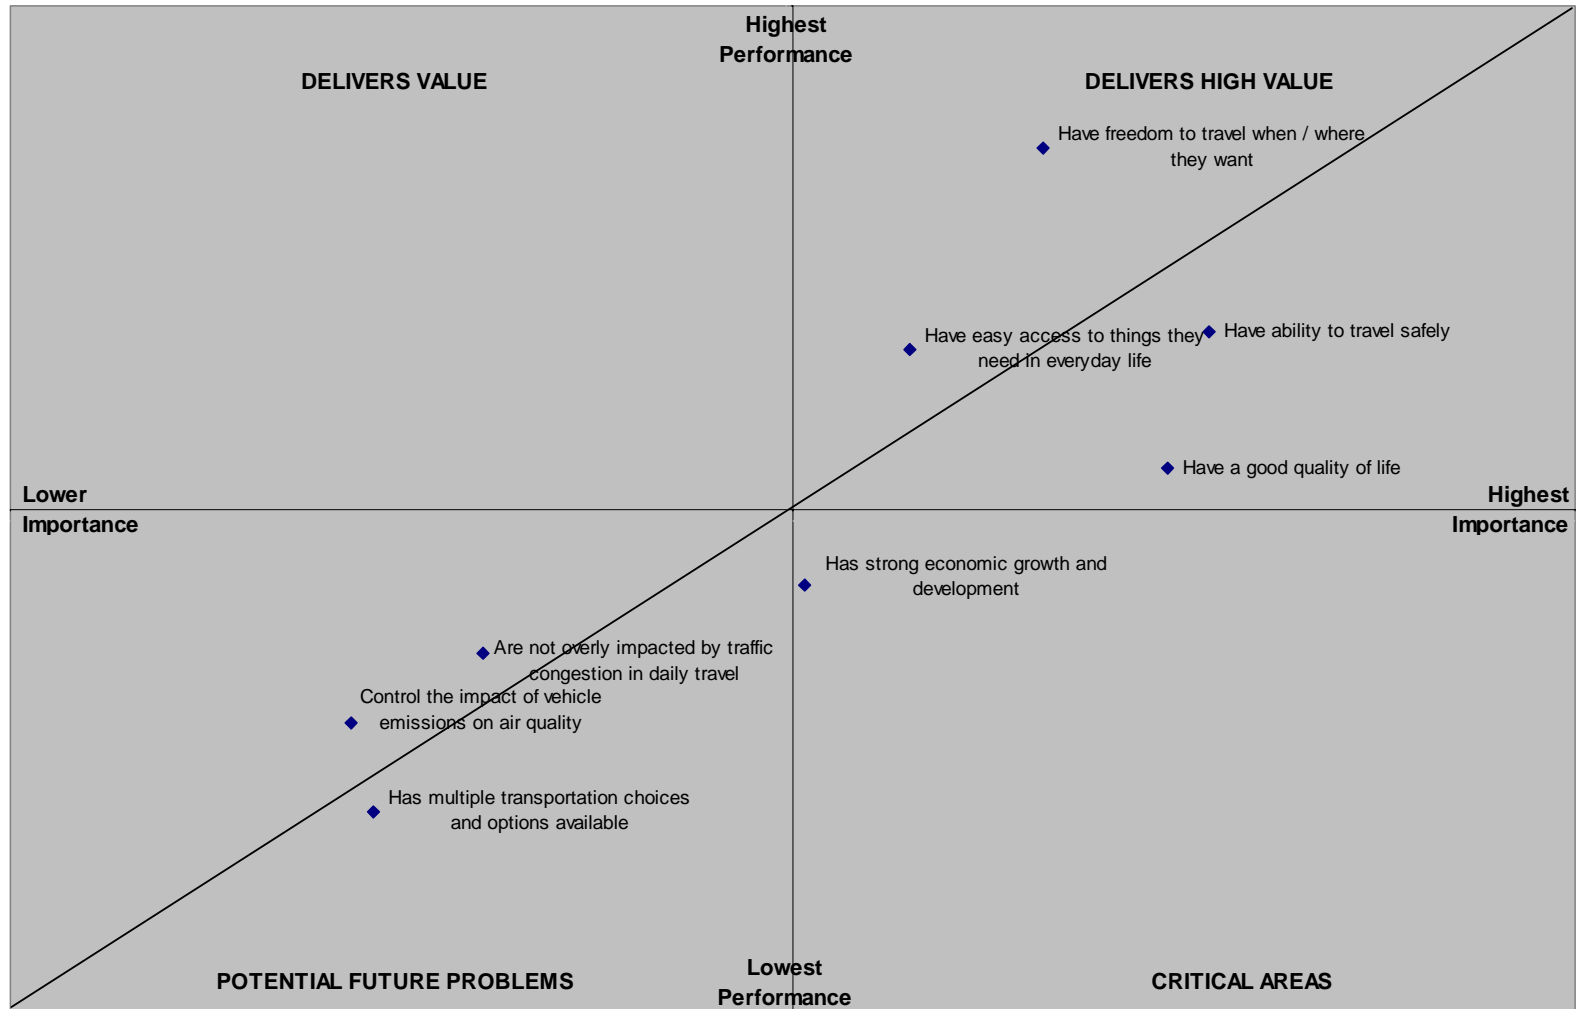 Highest
Performance
DELIVERS VALUE
DELIVERS HIGH VALUE
Have freedom to travel when / where
they want
Have easy access to things they
need in everyday life
Have ability to travel safely
Have a good quality of life
Lower
Importance
Highest
Importance
Has strong economic growth and
development
Are not overly impacted by traffic
congestion in daily travel
Control the impact of vehicle
emissions on air quality
Has multiple transportation choices
and options available
POTENTIAL FUTURE PROBLEMS
Lowest
Performance
CRITICAL AREAS